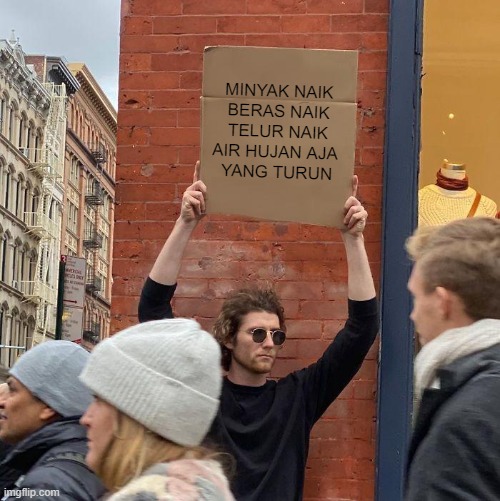 MINYAK NAIK
BERAS NAIK
TELUR NAIK
AIR HUJAN AJA
YANG TURUN
imgflip.com